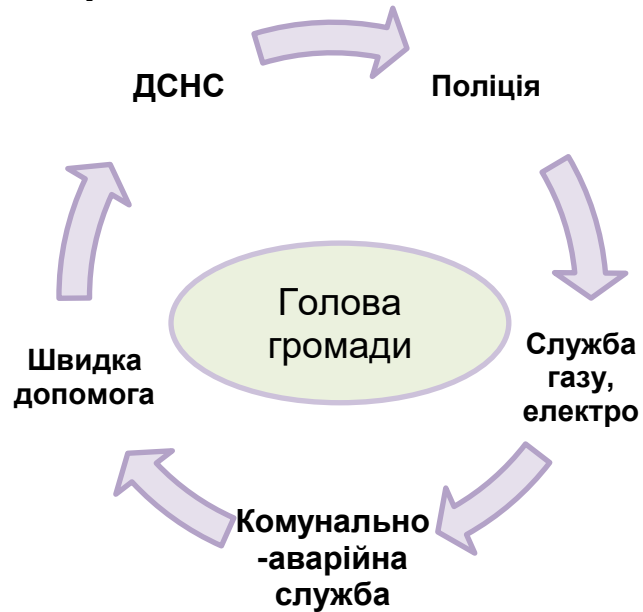 ДСНС
Поліція
Служба
газу,
електро
Комунально
-аварійна
служба
Швидка
допомога
Голова
громади